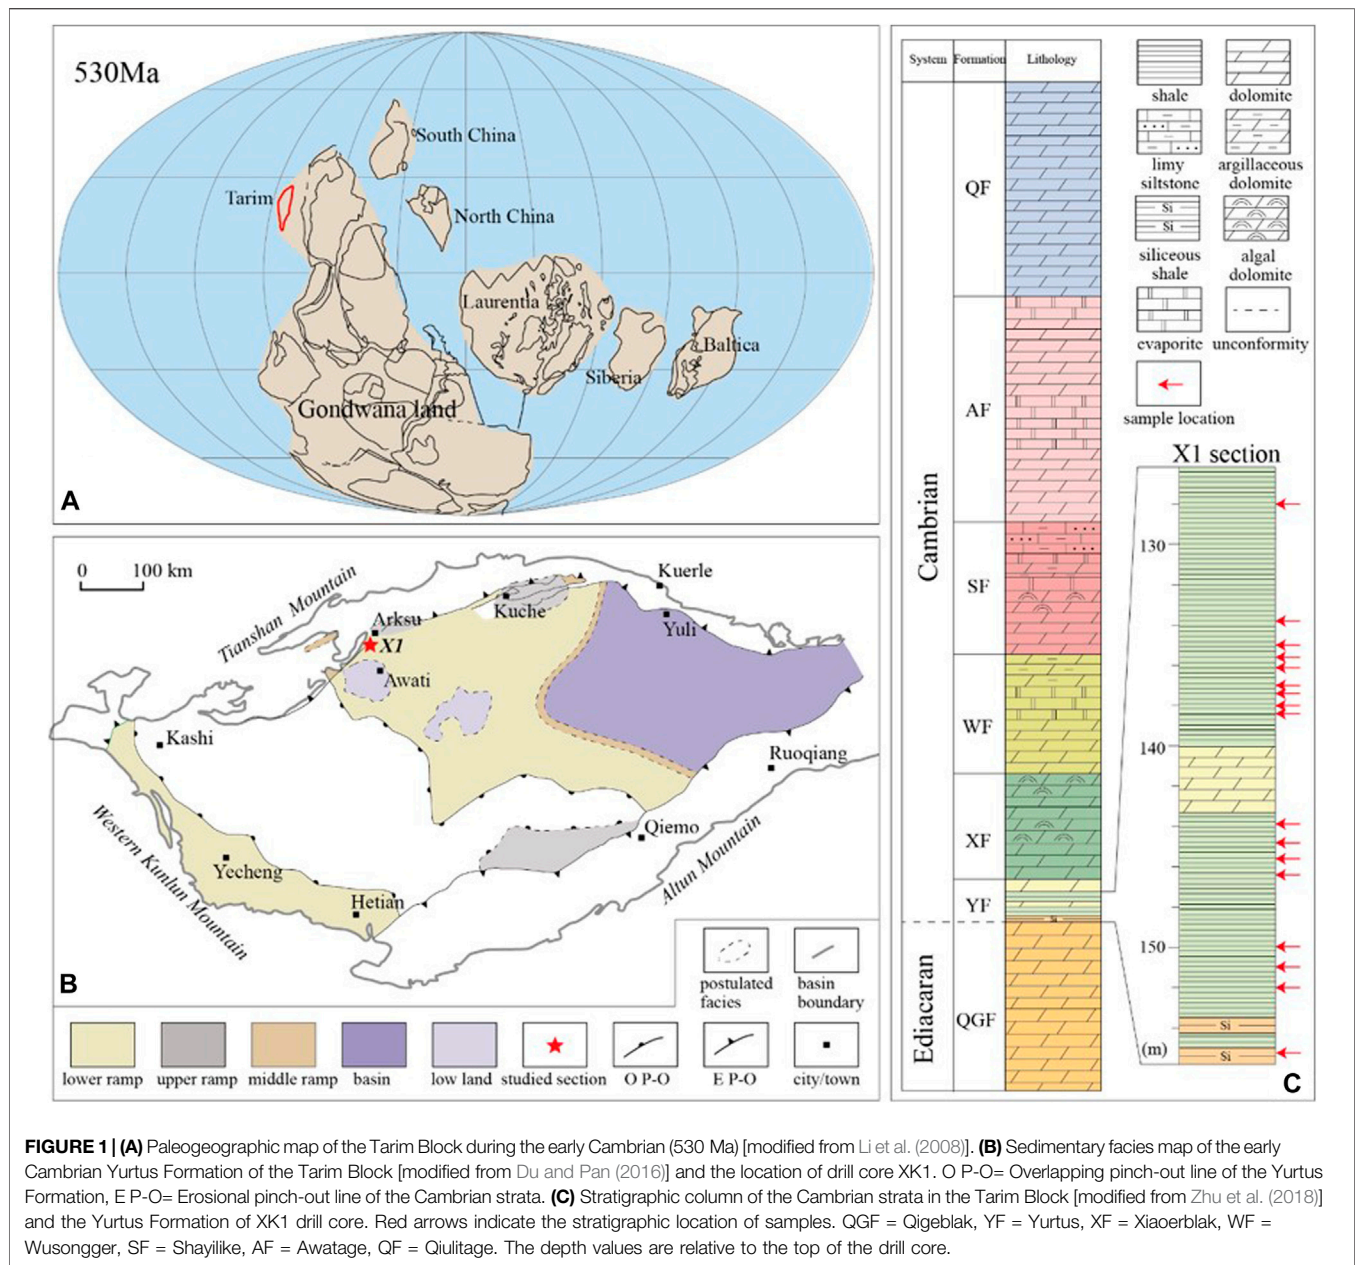 530Ma
South China
Tarim
North China
Laurentia
Baltica
Siberia
Gondwana land
A
0 100 km
Tianshan Mountain
Kuerle
Kuche
Arksu
Yuli
X1
Awati
Kashi
Ruoqiang
Western Kunlun Mountain
Qiemo
Altun Mountain
Yecheng
Hetian
B
postulated facies
basin boundary
lower ramp
upper ramp
middle ramp
basin
low land
studied section
O P-O
E P-O
city/town
System
Formation
Lithology
Cambrian
Ediacaran
QF
AF
SF
WF
XF
YF
Si
QGF
shale
dolomite
limy siltstone
argillaceous dolomite
Si
Si
siliceous shale
algal dolomite
evaporite
unconformity
sample location
X1 section
130
140
150
(m)
Si
Si
C
FIGURE 1 | (A) Paleogeographic map of the Tarim Block during the early Cambrian (530 Ma) [modified from Li et al. (2008)]. (B) Sedimentary facies map of the early
Cambrian Yurtus Formation of the Tarim Block [modified from Du and Pan (2016)] and the location of drill core XK1. O P-O= Overlapping pinch-out line of the Yurtus
Formation, E P-O= Erosional pinch-out line of the Cambrian strata. (C) Stratigraphic column of the Cambrian strata in the Tarim Block [modified from Zhu et al. (2018)]
and the Yurtus Formation of XK1 drill core. Red arrows indicate the stratigraphic location of samples. QGF = Qigeblak, YF = Yurtus, XF = Xiaoerblak, WF =
Wusongger, SF = Shayilike, AF = Awatage, QF = Qiulitage. The depth values are relative to the top of the drill core.